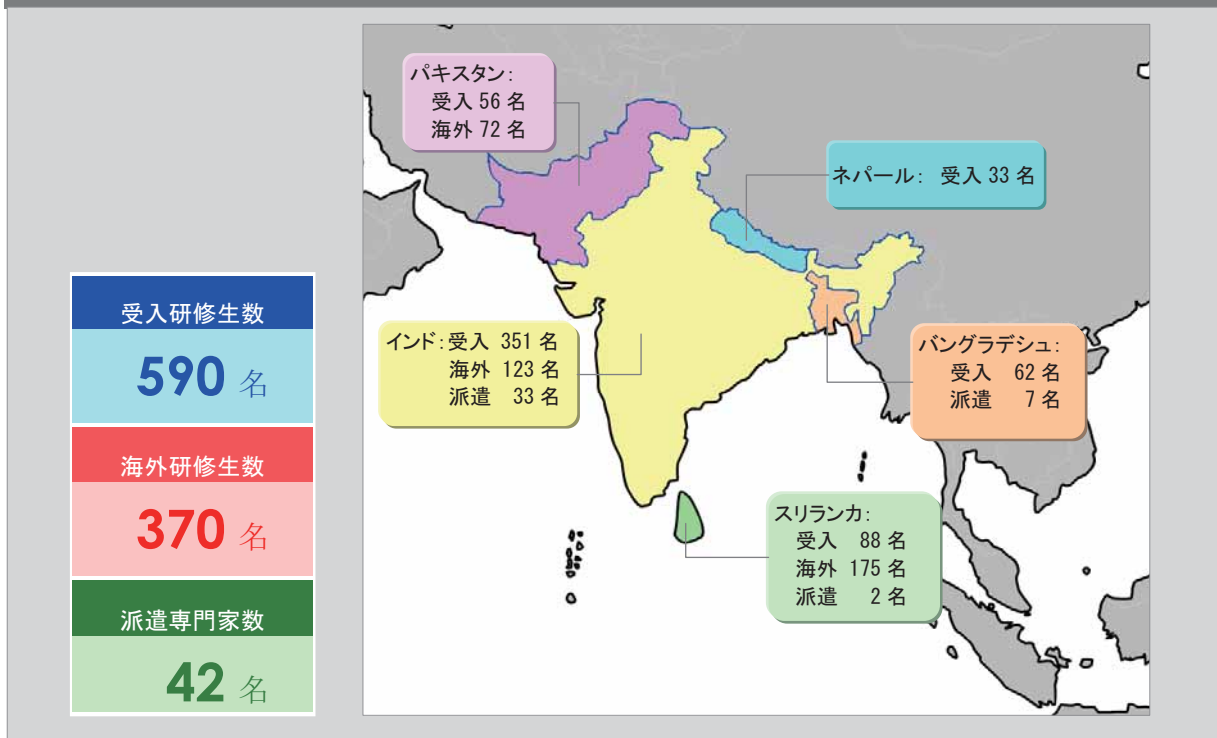 受入研修生数
590 名
海外研修生数
370 名
派遣専門家数
42 名
パキスタン:
受入 56 名
海外 72 名
ネパール: 受入 33 名
インド:受入 351 名
海外 123 名
派遣 33 名
バングラデシュ:
受入 62 名
派遣 7 名
スリランカ:
受入 88 名
海外 175 名
派遣 2 名